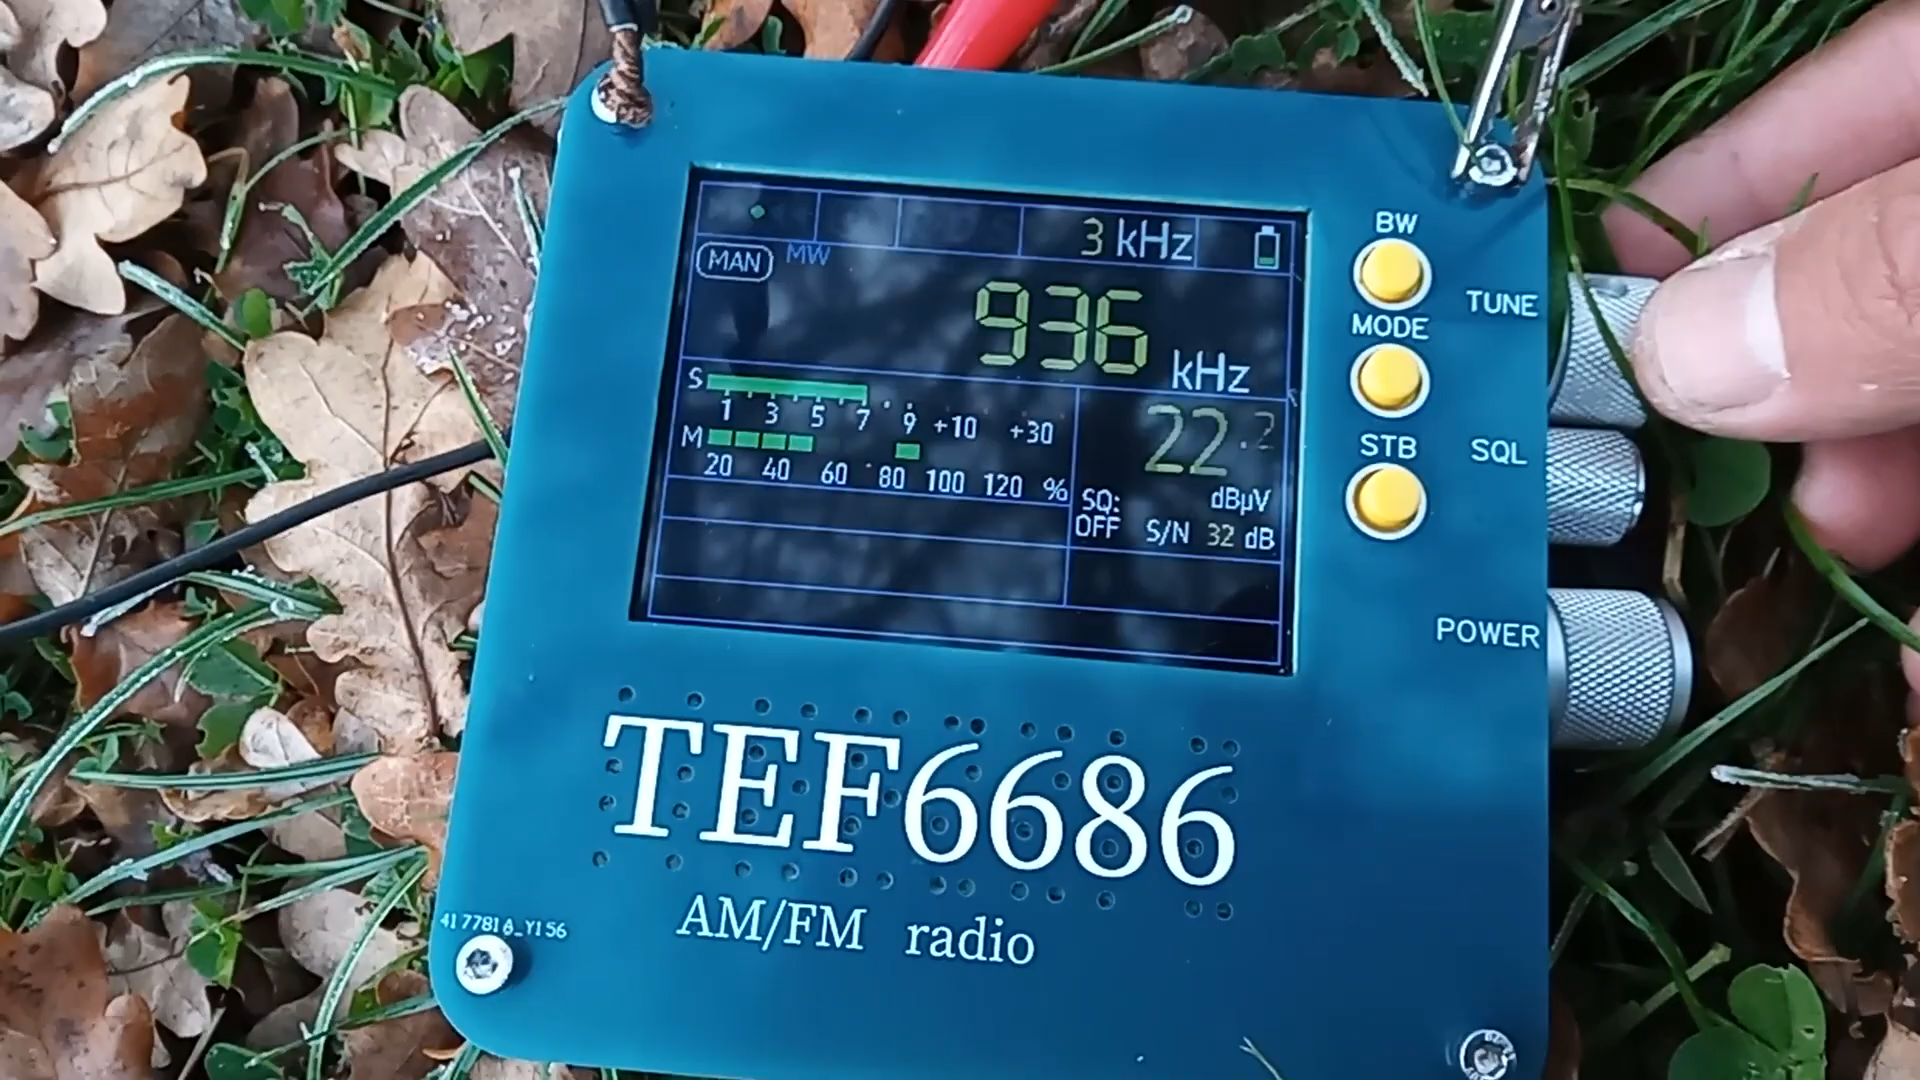 3 kHz
BW
MAN MW
936 kHz
TUNE
MODE
S
1 3 5 7 9 +10 +30
22.2
M
20 40 60 80 100 120 %
SQ: dBµV
OFF S/N 32 dB
STB SQL
POWER
TEF6686
AM/FM radio